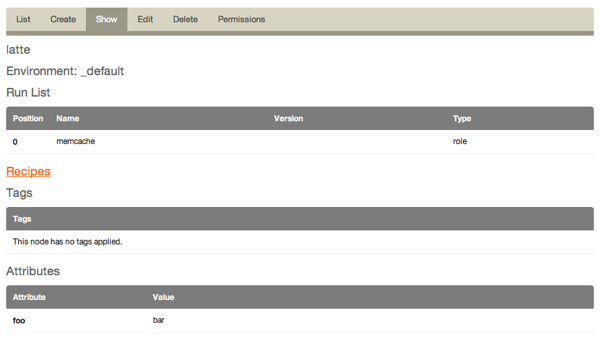 List Create Show Edit Delete Permissions
latte
Environment: _default
Run List
Position Name Version Type
0 memcache role
Recipes
Tags
Tags
This node has no tags applied.
Attributes
Attribute Value
foo bar